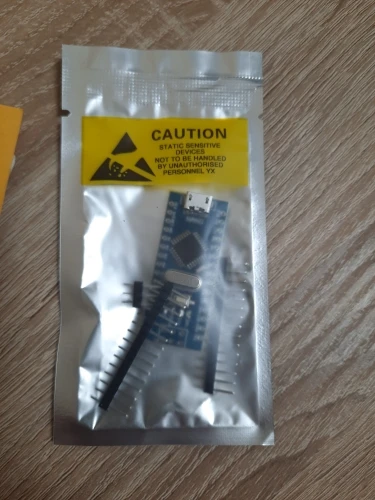 CAUTION
STATIC SENSITIVE
DEVICES
NOT TO BE HANDLED
BY UNAUTHORISED
PERSONNEL YX